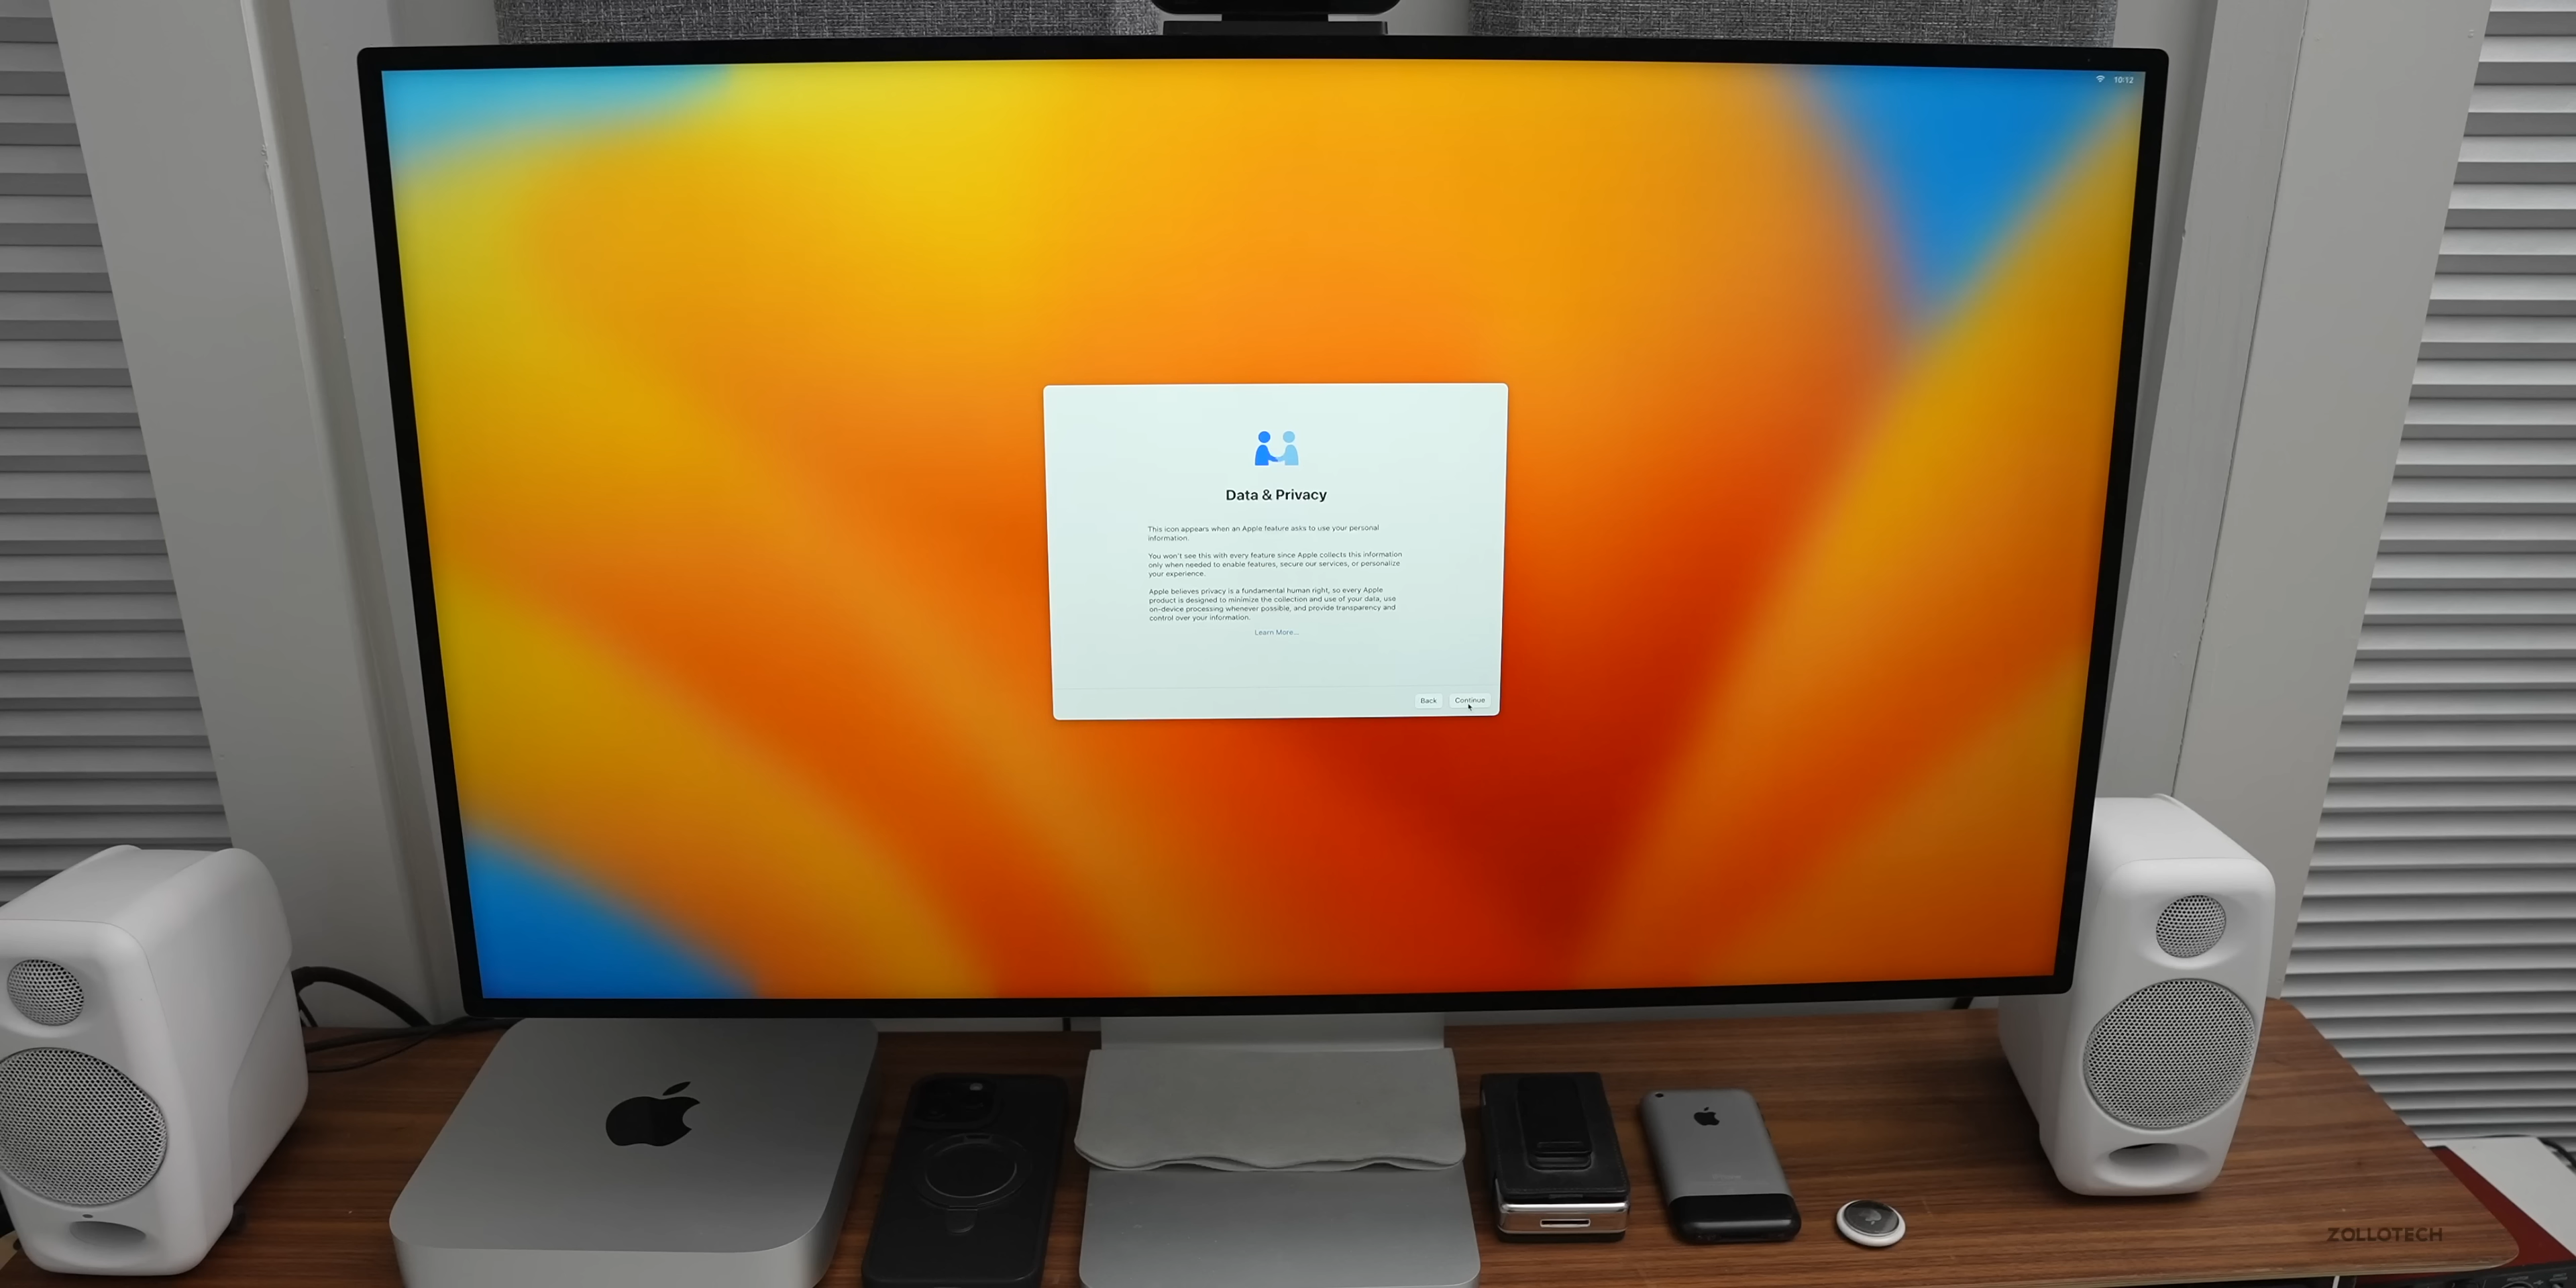 10:12
Data & Privacy
This icon appears when an Apple feature asks to use your personal
information.
You won't see this with every feature since Apple collects this information
only when needed to enable features, secure our services, or personalize
your experience.
Apple believes privacy is a fundamental human right, so every Apple
product is designed to minimize the collection and use of your data, use
on-device processing whenever possible, and provide transparency and
control over your information.
Learn More...
Back Continue
ZOLLOTECH